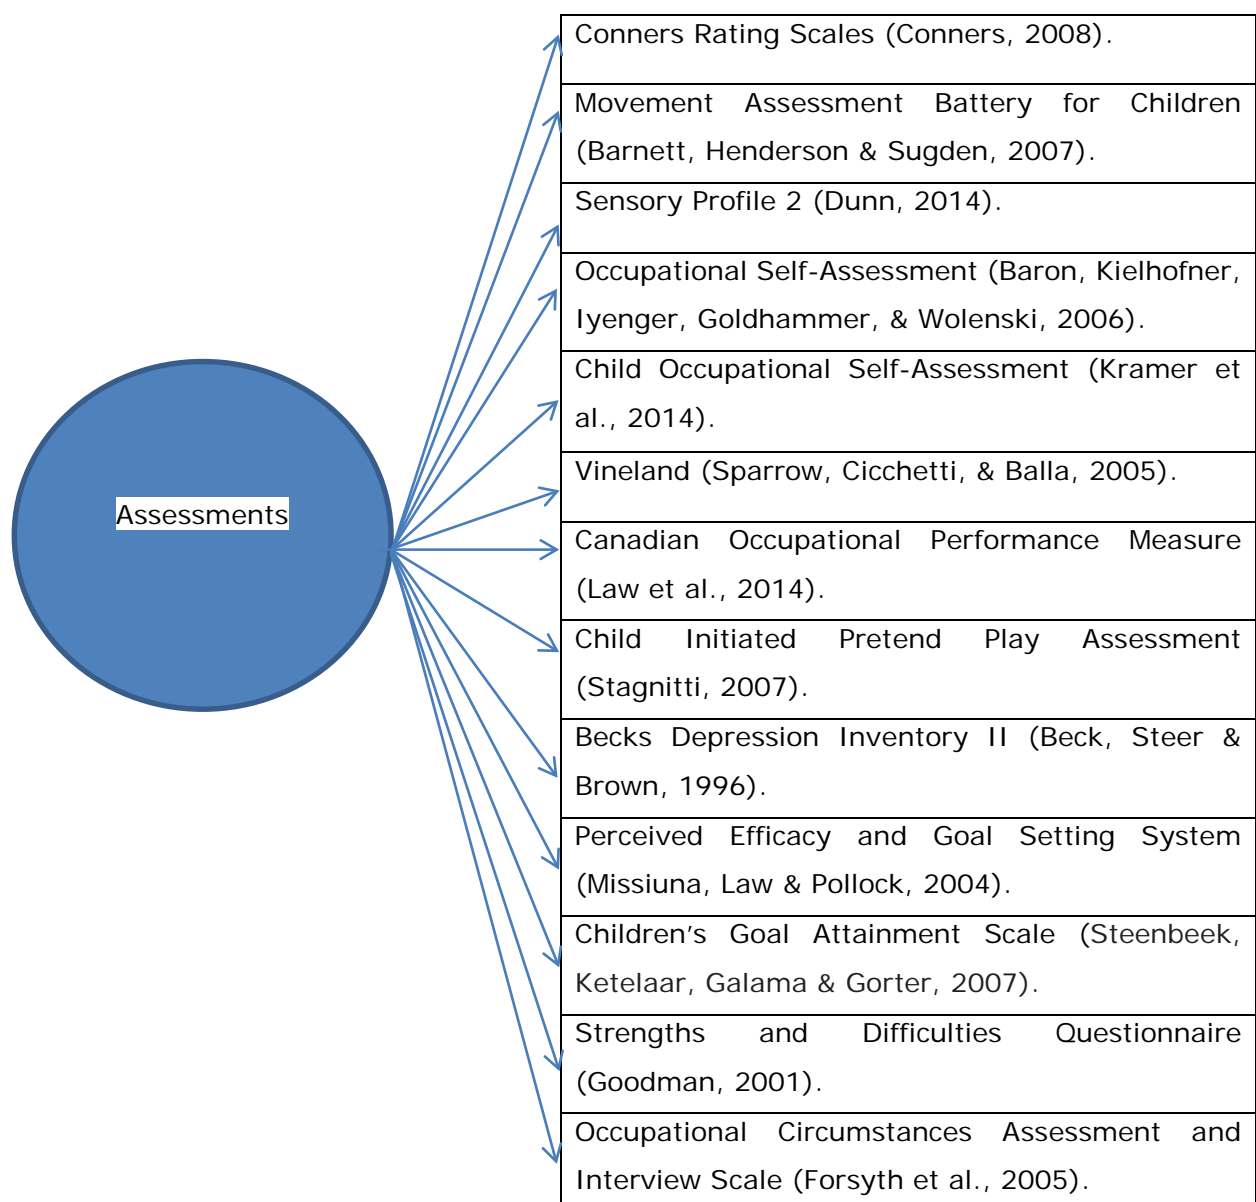 Assessments
Conners Rating Scales (Conners, 2008).
Movement Assessment Battery for Children
(Barnett, Henderson & Sugden, 2007).
Sensory Profile 2 (Dunn, 2014).
Occupational Self-Assessment (Baron, Kielhofner,
Iyenger, Goldhammer, & Wolenski, 2006).
Child Occupational Self-Assessment (Kramer et
al., 2014).
Vineland (Sparrow, Cicchetti, & Balla, 2005).
Canadian Occupational Performance Measure
(Law et al., 2014).
Child Initiated Pretend Play Assessment
(Stagnitti, 2007).
Becks Depression Inventory II (Beck, Steer &
Brown, 1996).
Perceived Efficacy and Goal Setting System
(Missiuna, Law & Pollock, 2004).
Children’s Goal Attainment Scale (Steenbeek,
Ketelaar, Galama & Gorter, 2007).
Strengths and Difficulties Questionnaire
(Goodman, 2001).
Occupational Circumstances Assessment and
Interview Scale (Forsyth et al., 2005).